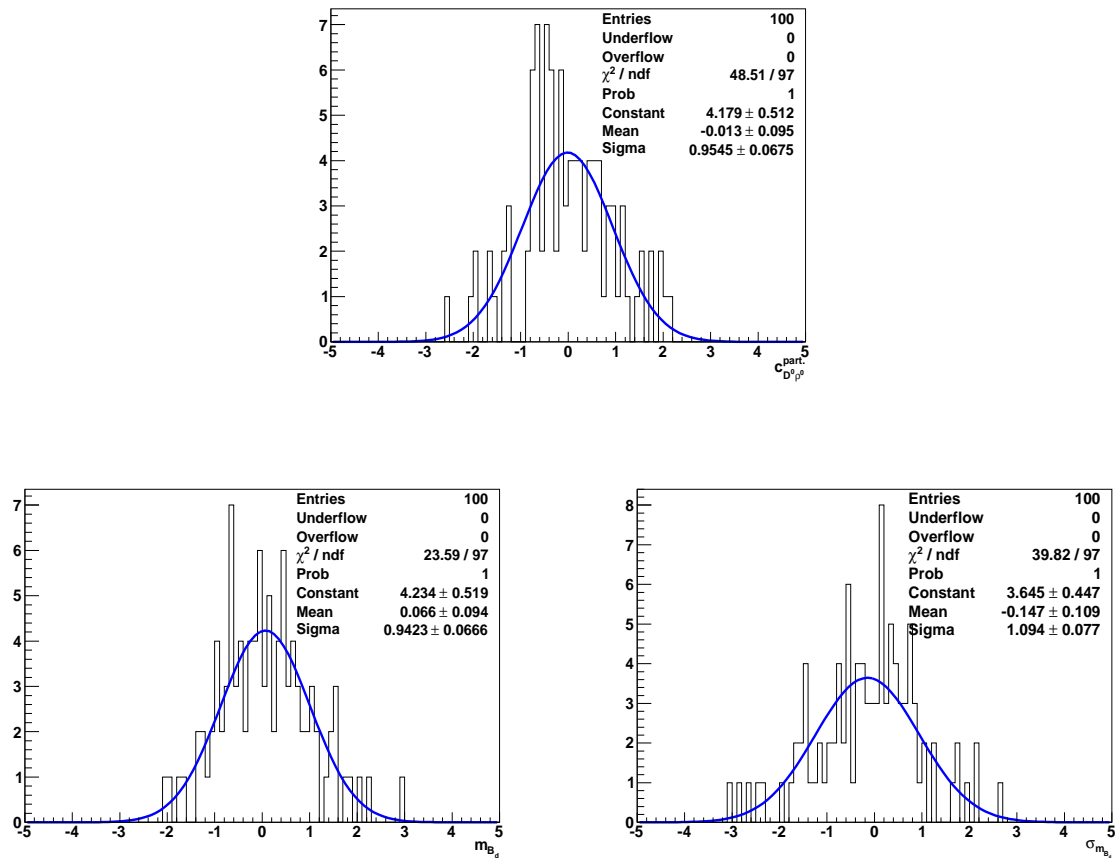 Entries 100
Underflow 0
Overflow 0
χ² / ndf 48.51 / 97
Prob 1
Constant 4.179 ± 0.512
Mean -0.013 ± 0.095
Sigma 0.9545 ± 0.0675
7
6
5
4
3
2
1
0
-5 -4 -3 -2 -1 0 1 2 3 4 5
c^{part.}_{D⁰ρ⁰}
Entries 100
Underflow 0
Overflow 0
χ² / ndf 23.59 / 97
Prob 1
Constant 4.234 ± 0.519
Mean 0.066 ± 0.094
Sigma 0.9423 ± 0.0666
7
6
5
4
3
2
1
0
-5 -4 -3 -2 -1 0 1 2 3 4 5
m_{B_d}
Entries 100
Underflow 0
Overflow 0
χ² / ndf 39.82 / 97
Prob 1
Constant 3.645 ± 0.447
Mean -0.147 ± 0.109
Sigma 1.094 ± 0.077
8
7
6
5
4
3
2
1
0
-5 -4 -3 -2 -1 0 1 2 3 4 5
σ_{m_{B_d}}